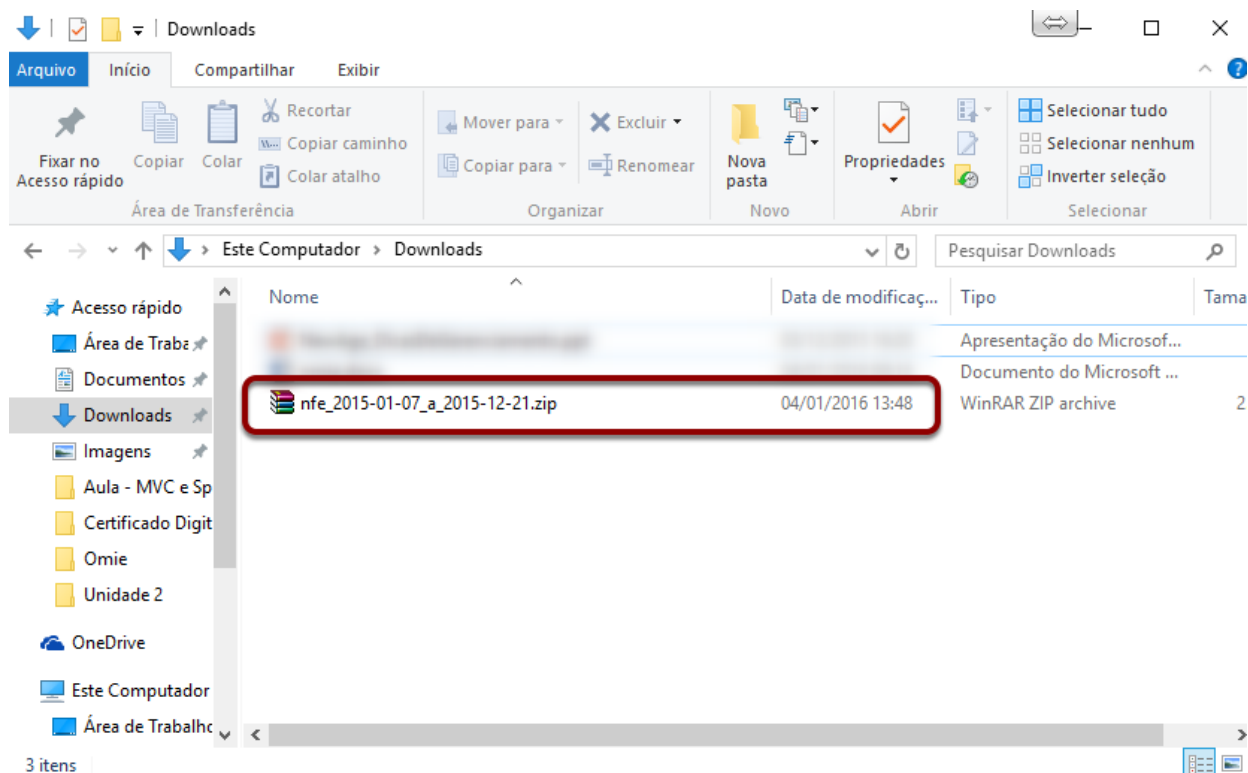 Downloads
Arquivo Início Compartilhar Exibir
Fixar no Acesso rápido
Copiar
Colar
Recortar
Copiar caminho
Colar atalho
Área de Transferência
Mover para
Copiar para
Excluir
Renomear
Organizar
Nova pasta
Novo
Propriedades
Abrir
Selecionar tudo
Selecionar nenhum
Inverter seleção
Selecionar
Este Computador > Downloads
Pesquisar Downloads
Nome Data de modificaç... Tipo Tama
Apresentação do Microsof...
Documento do Microsoft ...
nfe_2015-01-07_a_2015-12-21.zip 04/01/2016 13:48 WinRAR ZIP archive 2
Acesso rápido
Área de Traba
Documentos
Downloads
Imagens
Aula - MVC e Sp
Certificado Digit
Omie
Unidade 2
OneDrive
Este Computador
Área de Trabalho
3 itens